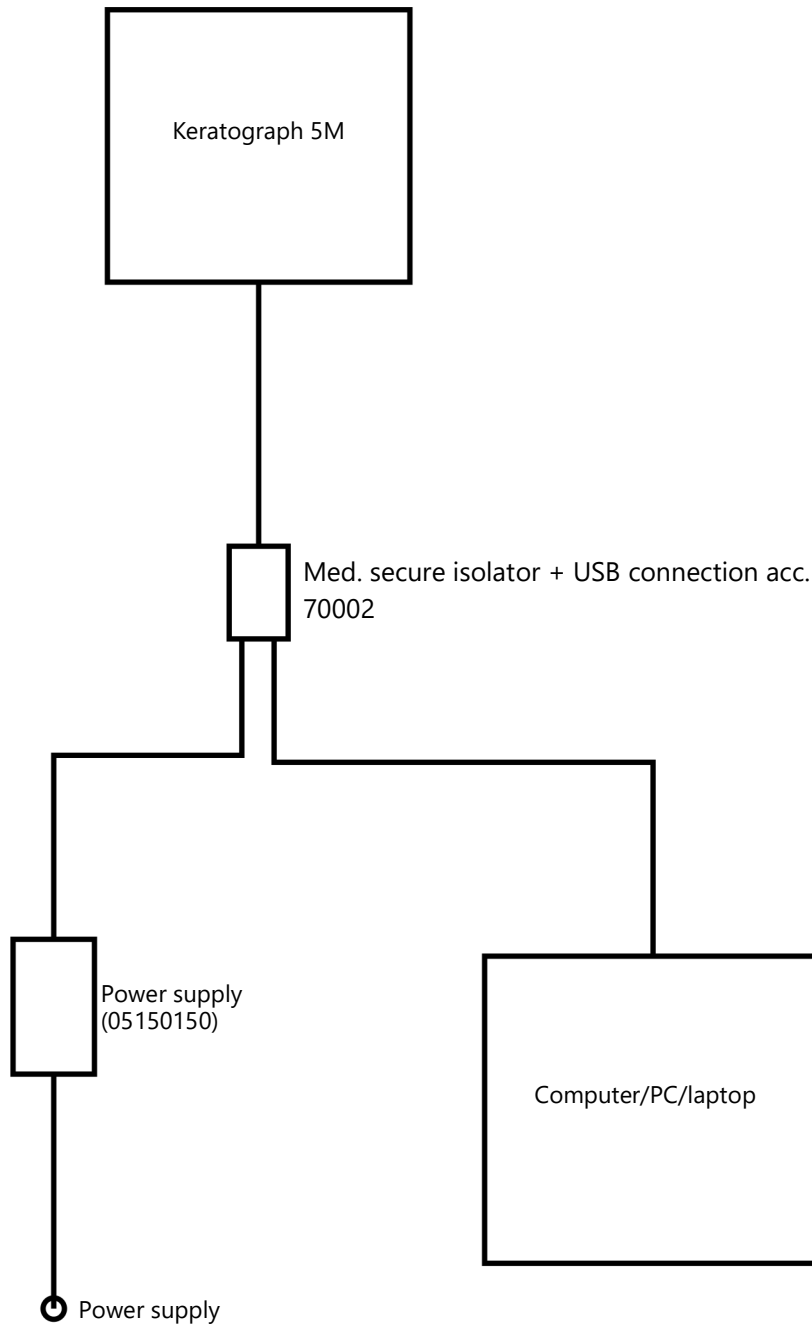 Keratograph 5M
Med. secure isolator + USB connection acc.
70002
Power supply
(05150150)
Computer/PC/laptop
Power supply